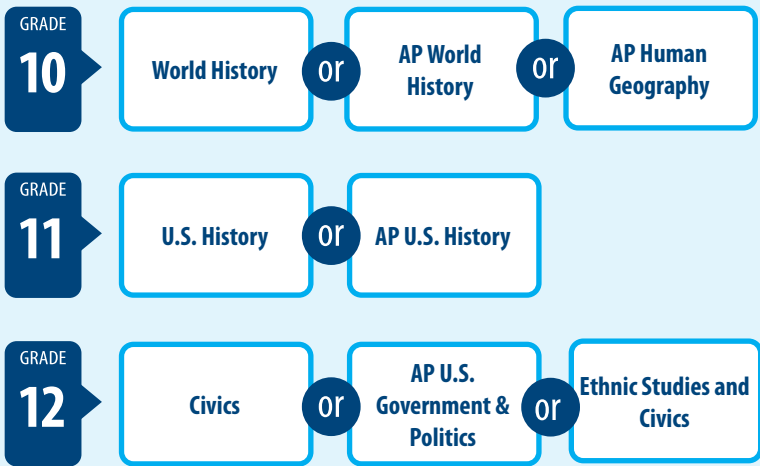 GRADE
10
World History
or
AP World
History
or
AP Human
Geography
GRADE
11
U.S. History
or
AP U.S. History
GRADE
12
Civics
or
AP U.S.
Government &
Politics
or
Ethnic Studies and
Civics